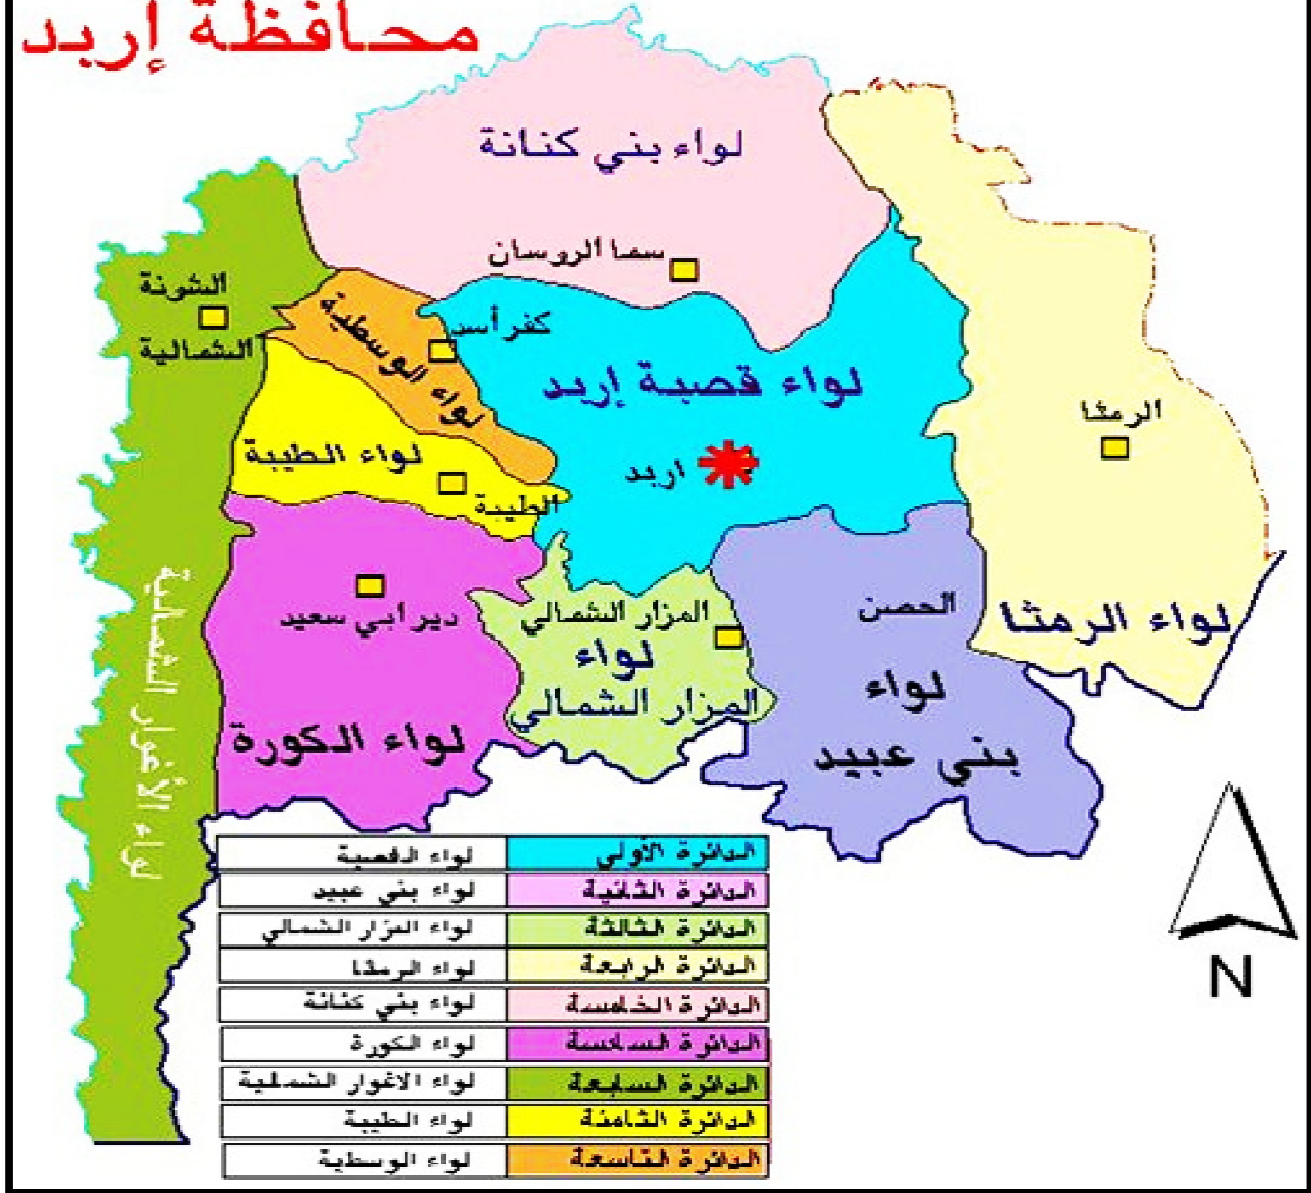 محافظة إربد
لواء بني كنانة
سما الروسان
الشونة
الشمالية
لواء الوسطية
كفر أسد
لواء قصبة إربد
اربد
الرمثا
لواء الطيبة
الطيبة
دير أبي سعيد
المزار الشمالي
لواء
المزار الشمالي
الحصن
لواء الرمثا
لواء
بني عبيد
لواء الكورة
لواء الأغوار الشمالية
الدائرة الأولى لواء القصبة
الدائرة الثانية لواء بني عبيد
الدائرة الثالثة لواء المزار الشمالي
الدائرة الرابعة لواء الرمثا
الدائرة الخامسة لواء بني كنانة
الدائرة السادسة لواء الكورة
الدائرة السابعة لواء الاغوار الشمالية
الدائرة الثامنة لواء الطيبة
الدائرة التاسعة لواء الوسطية
N